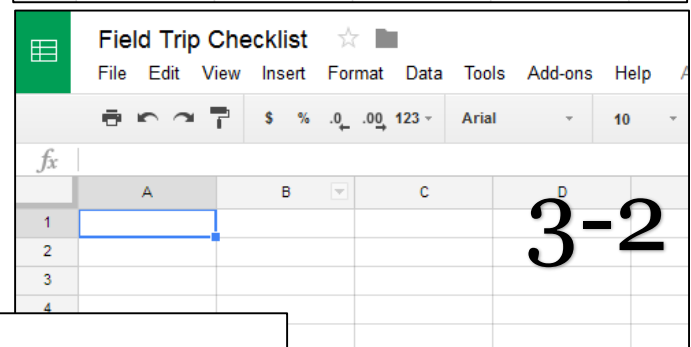 Field Trip Checklist
File Edit View Insert Format Data Tools Add-ons Help
$ % .0 .00 123 Arial 10
fx
A B C D
1
2
3
4
3-2